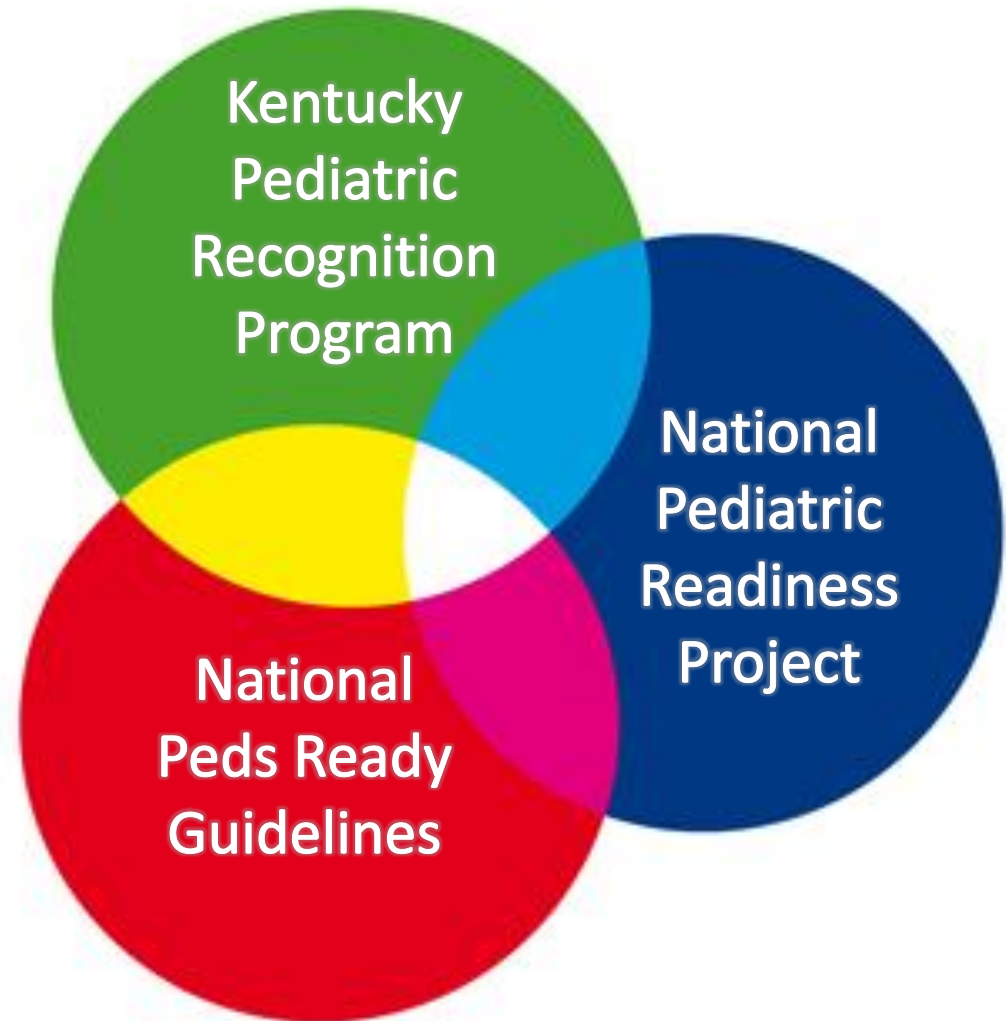 Kentucky
Pediatric
Recognition
Program
National
Pediatric
Readiness
Project
National
Peds Ready
Guidelines